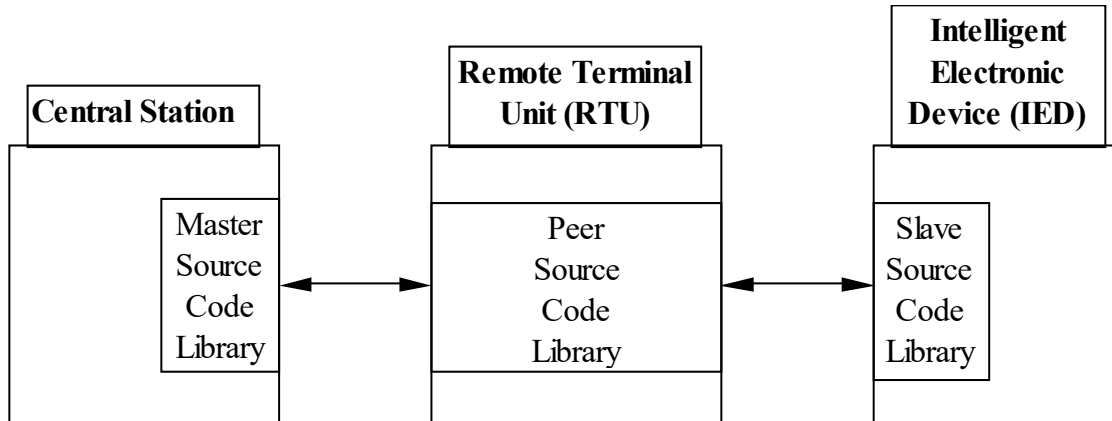 Central Station
Remote Terminal
Unit (RTU)
Intelligent
Electronic
Device (IED)
Master
Source
Code
Library
Peer
Source
Code
Library
Slave
Source
Code
Library